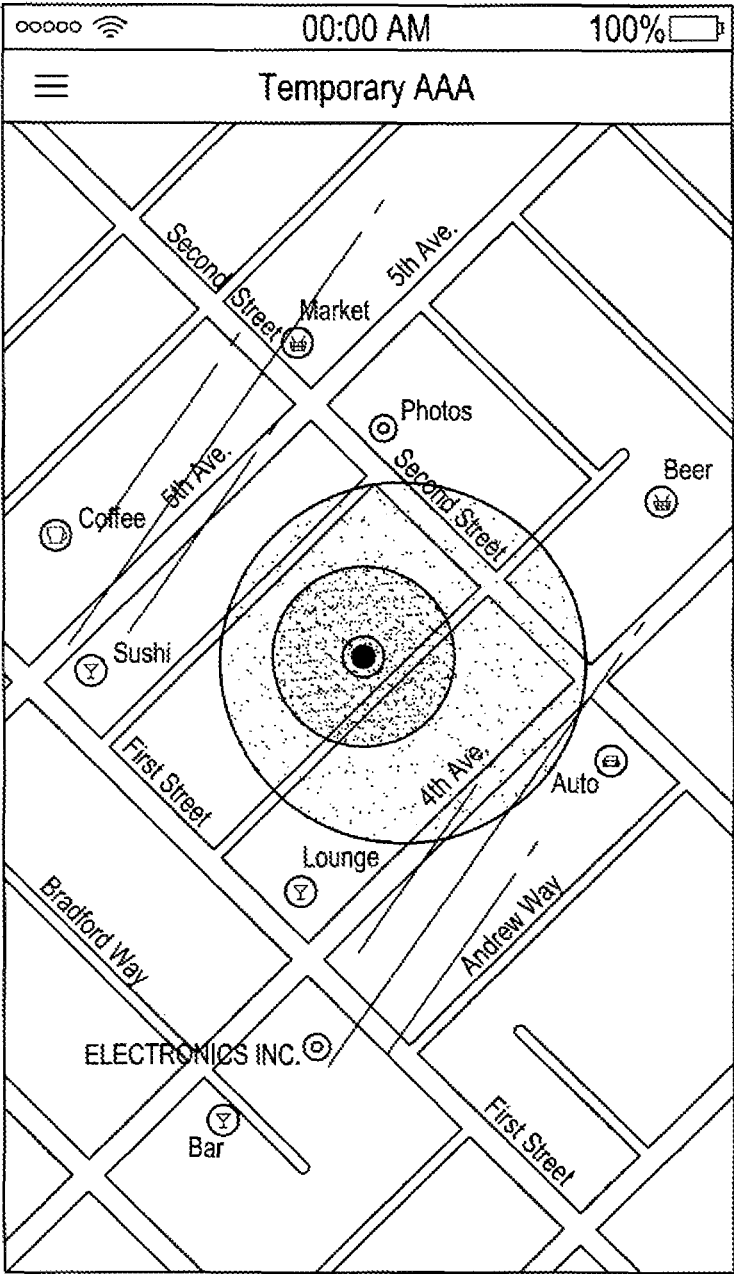 00:00 AM 100%
Temporary AAA
Second Street
5th Ave.
Market
Photos
5th Ave.
Second Street
Beer
Coffee
Sushi
First Street
4th Ave.
Auto
Lounge
Bradford Way
Andrew Way
ELECTRONICS INC.
First Street
Bar